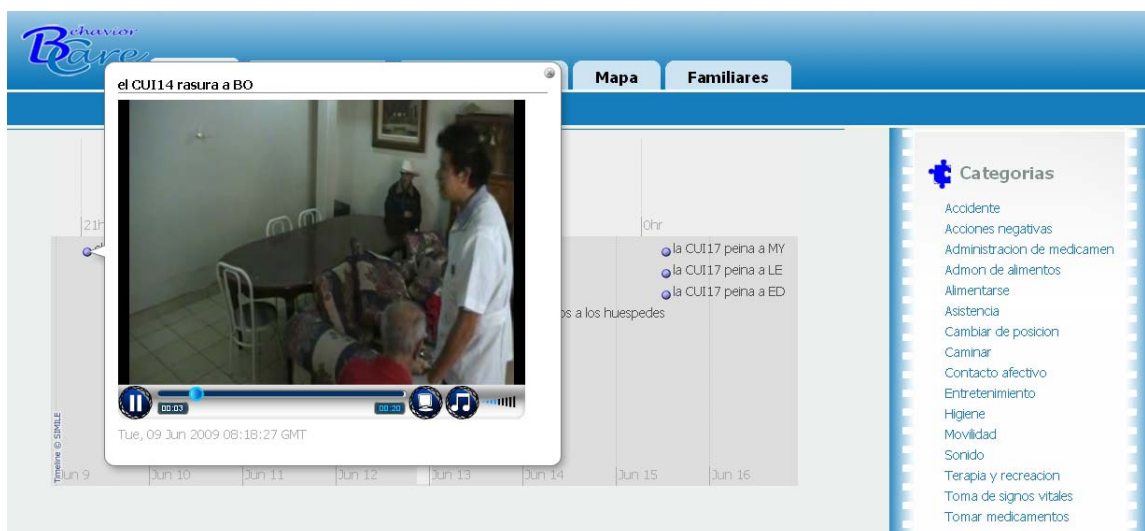 Behavior
Care
Mapa
Familiares
el CUI14 rasura a BO
21h
0hr
la CUI17 peina a MY
la CUI17 peina a LE
la CUI17 peina a ED
os a los huespedes
00:03
00:20
Tue, 09 Jun 2009 08:18:27 GMT
Timeline © SIMILE
Jun 9
Jun 10
Jun 11
Jun 12
Jun 13
Jun 14
Jun 15
Jun 16
Categorias
Accidente
Acciones negativas
Administracion de medicamen
Admon de alimentos
Alimentarse
Asistencia
Cambiar de posicion
Caminar
Contacto afectivo
Entretenimiento
Higiene
Movilidad
Sonido
Terapia y recreacion
Toma de signos vitales
Tomar medicamentos